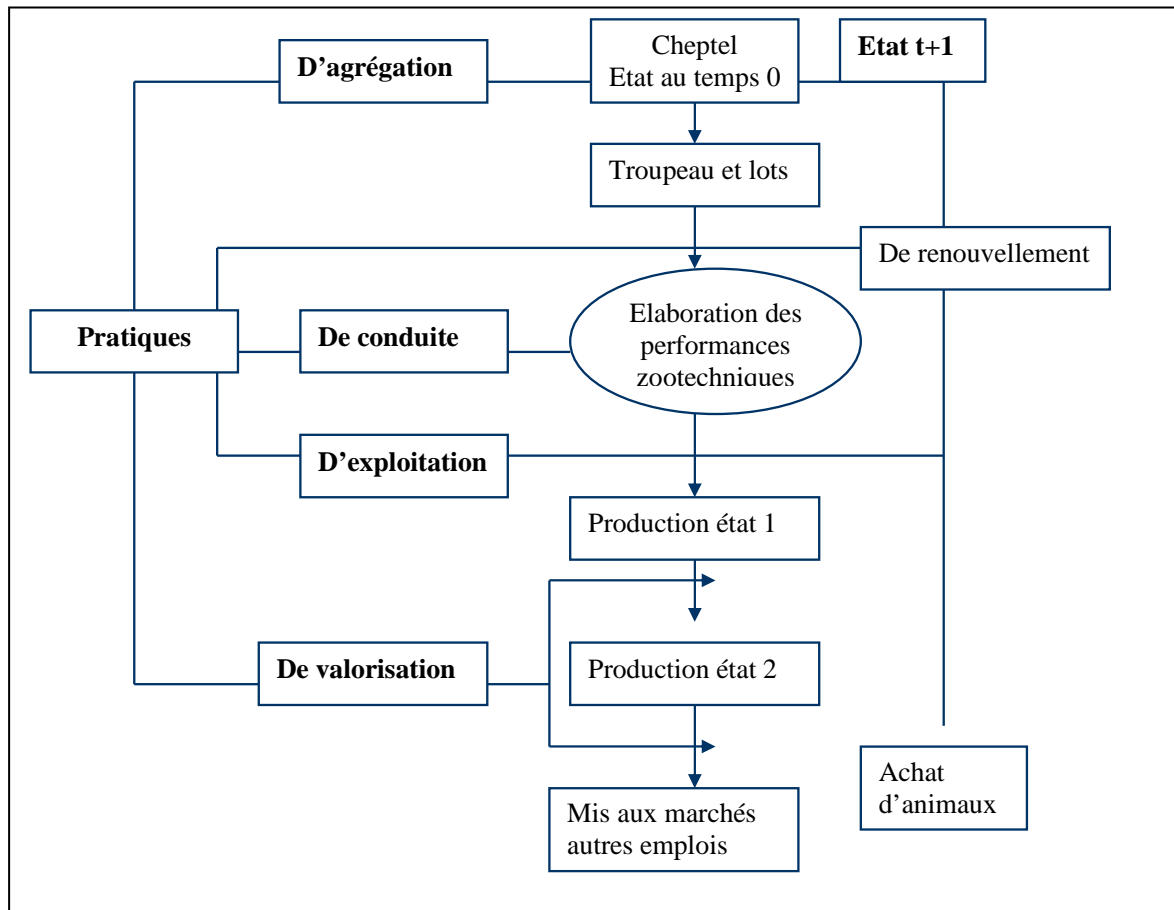 D'agrégation
Cheptel
Etat au temps 0
Etat t+1
Troupeau et lots
De renouvellement
Pratiques
De conduite
Elaboration des
performances
zootechniques
D'exploitation
Production état 1
De valorisation
Production état 2
Achat
d'animaux
Mis aux marchés
autres emplois